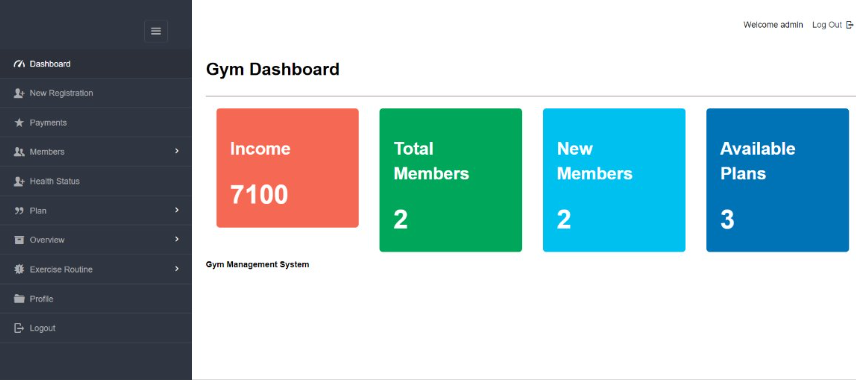 Welcome admin Log Out
Dashboard
New Registration
Payments
Members
Health Status
Plan
Overview
Exercise Routine
Profile
Logout
Gym Dashboard
Income
7100
Total
Members
2
New
Members
2
Available
Plans
3
Gym Management System